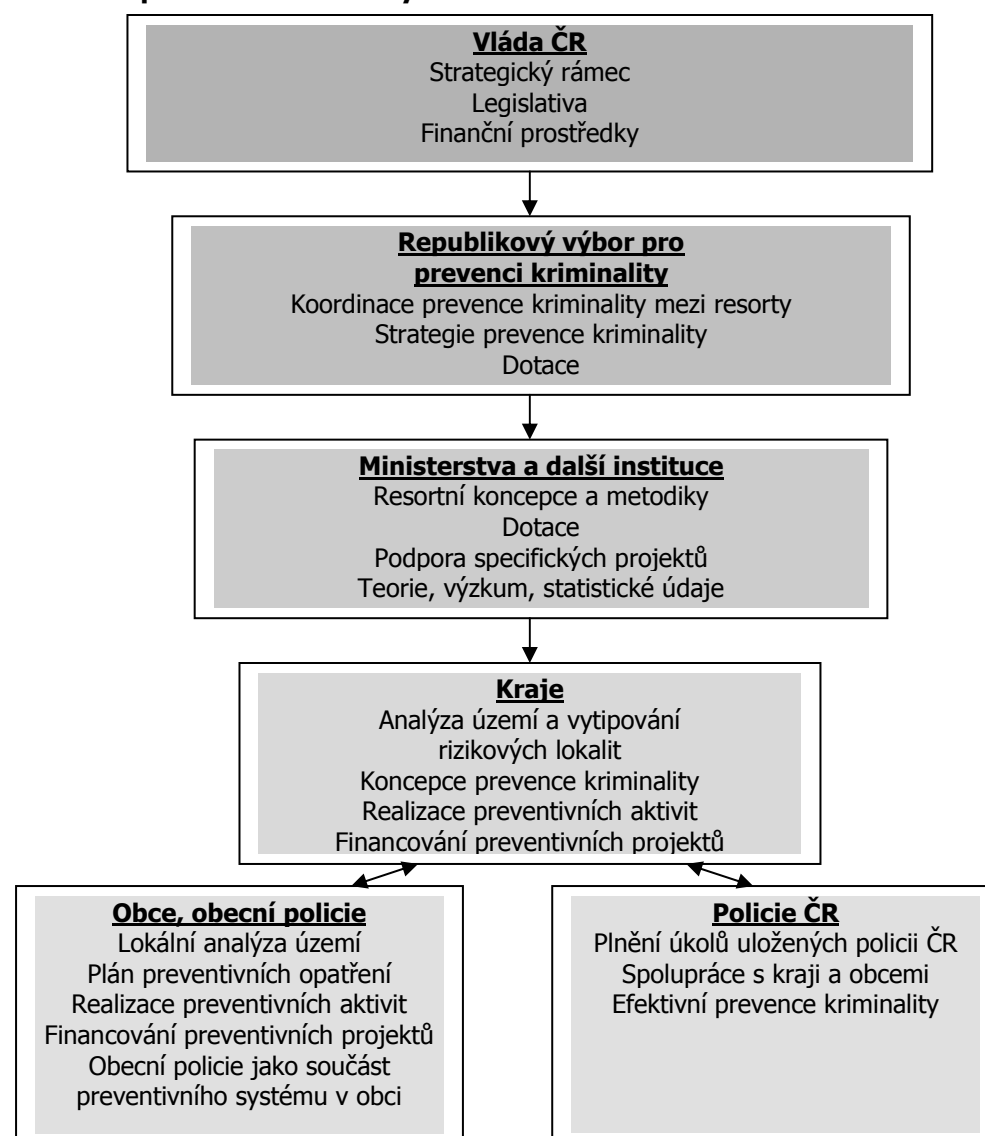 Vláda ČR
Strategický rámec
Legislativa
Finanční prostředky
Republikový výbor pro
prevenci kriminality
Koordinace prevence kriminality mezi resorty
Strategie prevence kriminality
Dotace
Ministerstva a další instituce
Resortní koncepce a metodiky
Dotace
Podpora specifických projektů
Teorie, výzkum, statistické údaje
Kraje
Analýza území a vytipování
rizikových lokalit
Koncepce prevence kriminality
Realizace preventivních aktivit
Financování preventivních projektů
Obce, obecní policie
Lokální analýza území
Plán preventivních opatření
Realizace preventivních aktivit
Financování preventivních projektů
Obecní policie jako součást
preventivního systému v obci
Policie ČR
Plnění úkolů uložených policii ČR
Spolupráce s kraji a obcemi
Efektivní prevence kriminality